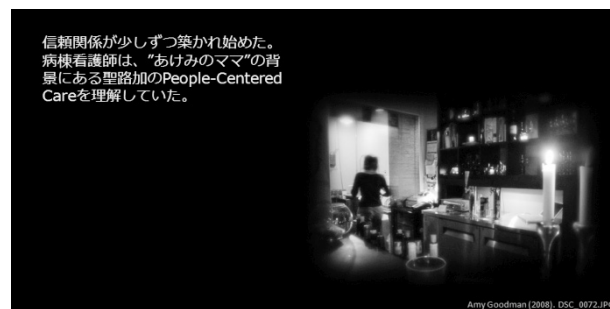 信頼関係が少しずつ築かれ始めた。
病棟看護師は、”あけみのママ”の背
景にある聖路加のPeople-Centered
Careを理解していた。
Amy Goodman (2008). DSC_0072.JPG